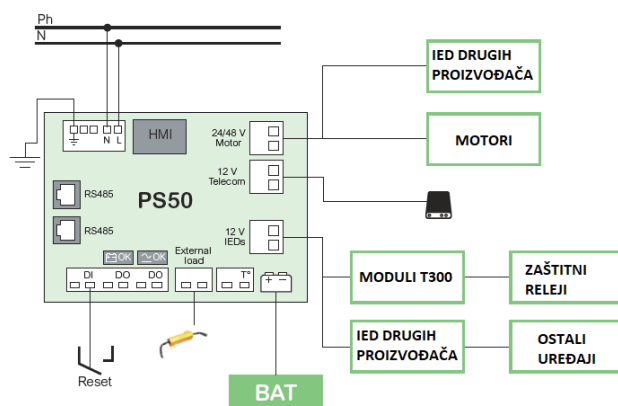 Ph
N
N L
HMI
24/48 V
Motor
12 V
Telecom
RS485
RS485
PS50
12 V
IEDs
OK
OK
External
load
DI
DO
DO
T°
+ -
Reset
BAT
IED DRUGIH
PROIZVOĐAČA
MOTORI
MODULI T300
ZAŠTITNI
RELEJI
IED DRUGIH
PROIZVOĐAČA
OSTALI
UREĐAJI